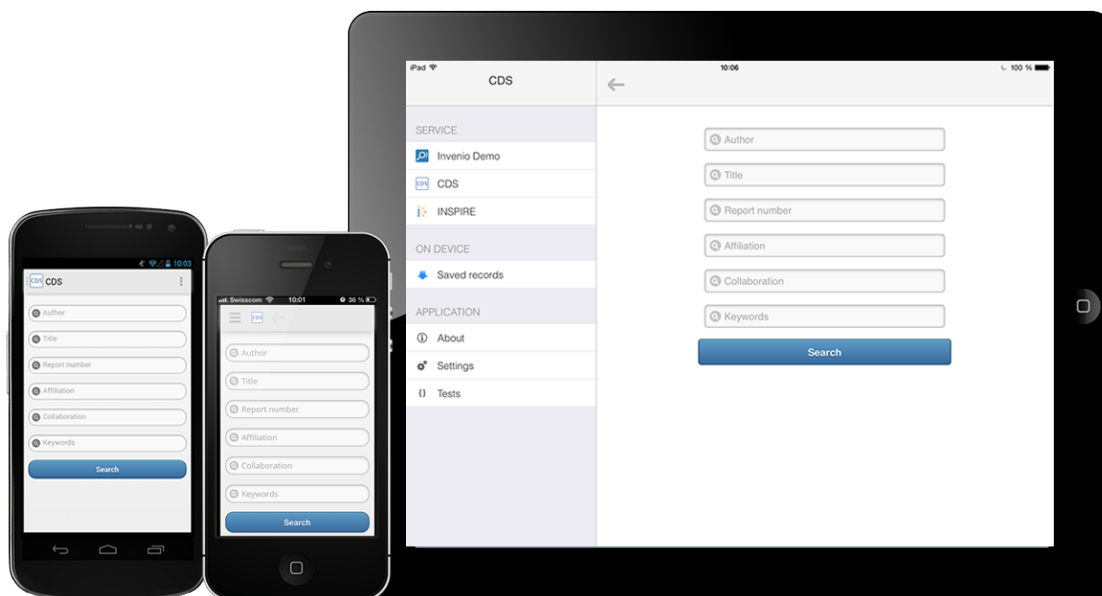 10:03
CDS CDS
Author
Title
Report number
Affiliation
Collaboration
Keywords
Search
Swisscom 10:01 36 %
CDS
Author
Title
Report number
Affiliation
Collaboration
Keywords
Search
iPad 10:06 100 %
CDS
SERVICE
Invenio Demo
CDS CDS
INSPIRE
ON DEVICE
Saved records
APPLICATION
About
Settings
{} Tests
Author
Title
Report number
Affiliation
Collaboration
Keywords
Search